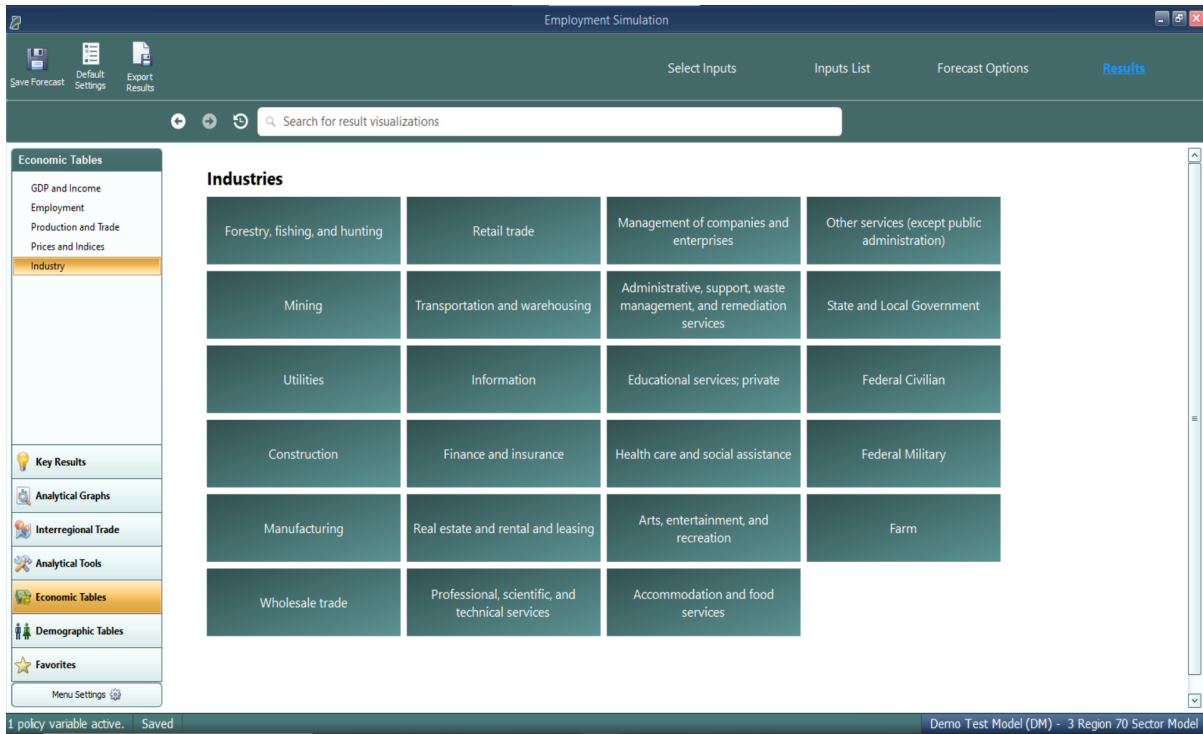 Employment Simulation
Save Forecast
Default
Settings
Export
Results
Select Inputs
Inputs List
Forecast Options
Results
Search for result visualizations
Economic Tables
GDP and Income
Employment
Production and Trade
Prices and Indices
Industry
Key Results
Analytical Graphs
Interregional Trade
Analytical Tools
Economic Tables
Demographic Tables
Favorites
Menu Settings
Industries
Forestry, fishing, and hunting
Retail trade
Management of companies and
enterprises
Other services (except public
administration)
Mining
Transportation and warehousing
Administrative, support, waste
management, and remediation
services
State and Local Government
Utilities
Information
Educational services; private
Federal Civilian
Construction
Finance and insurance
Health care and social assistance
Federal Military
Manufacturing
Real estate and rental and leasing
Arts, entertainment, and
recreation
Farm
Wholesale trade
Professional, scientific, and
technical services
Accommodation and food
services
1 policy variable active.
Saved
Demo Test Model (DM) - 3 Region 70 Sector Model